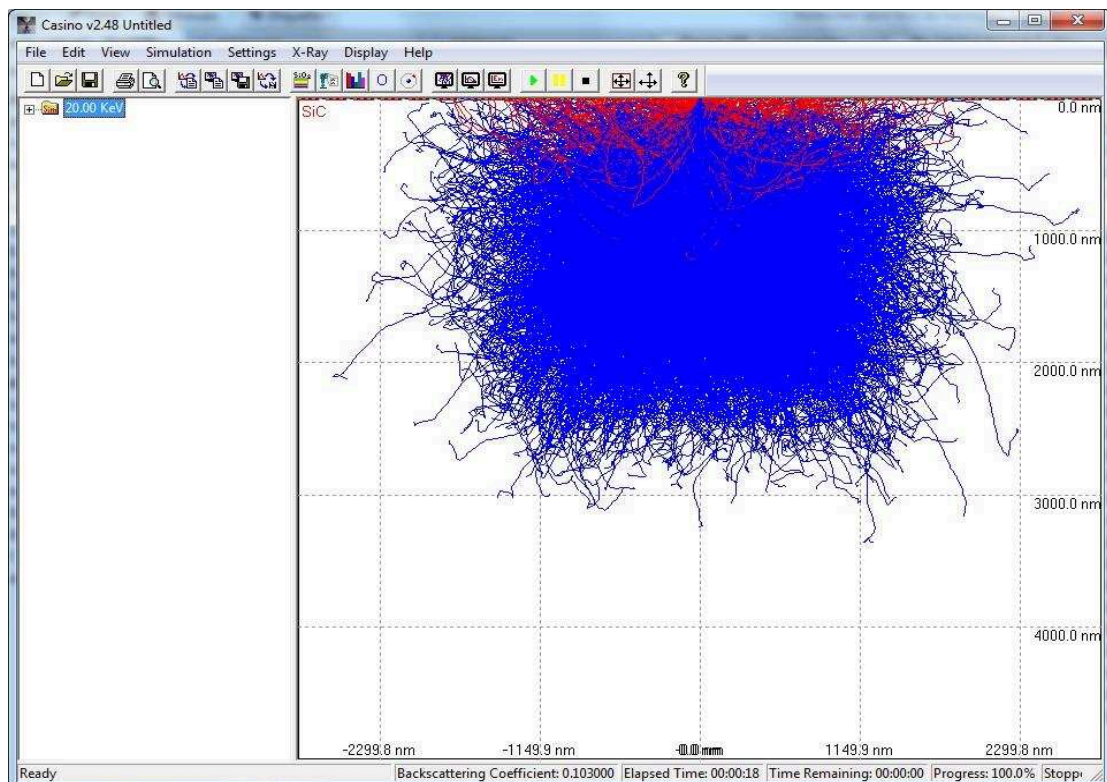 Casino v2.48 Untitled
File Edit View Simulation Settings X-Ray Display Help
20.00 KeV
SiC
0.0 nm
1000.0 nm
2000.0 nm
3000.0 nm
4000.0 nm
-2299.8 nm -1149.9 nm 1149.9 nm 2299.8 nm
Ready Backscattering Coefficient: 0.103000 Elapsed Time: 00:00:18 Time Remaining: 00:00:00 Progress: 100.0%